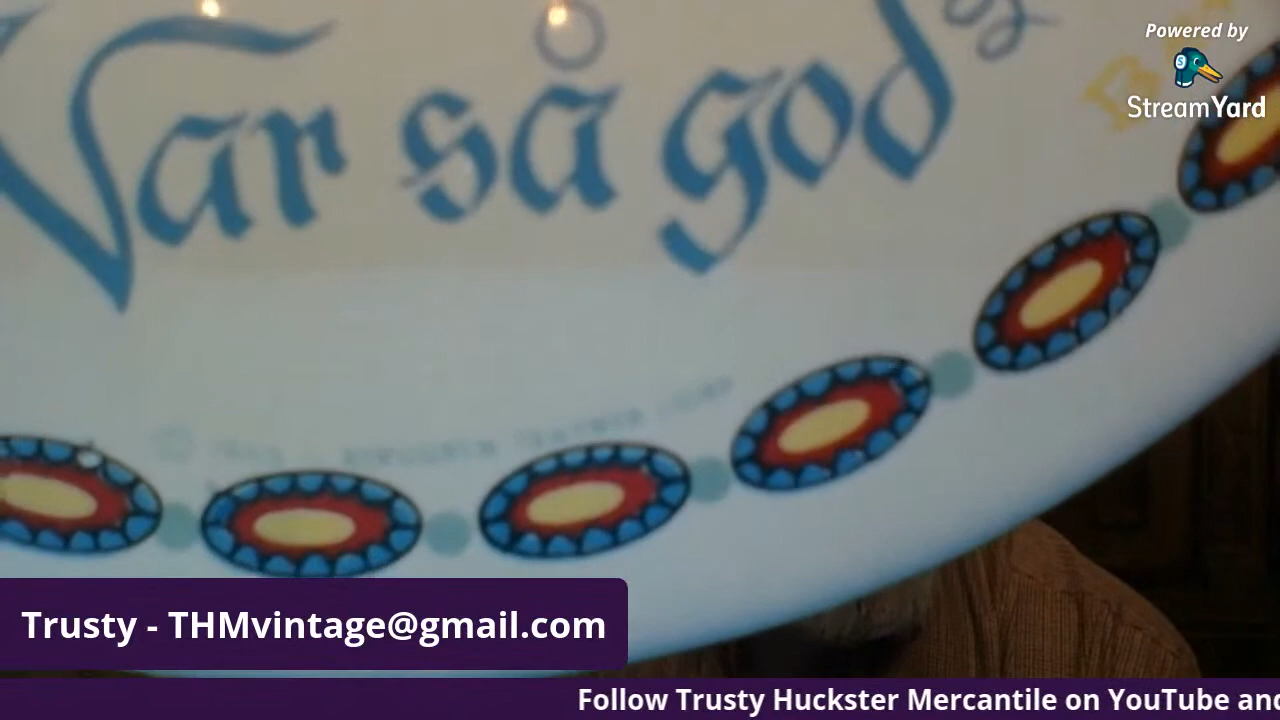 Powered by
StreamYard
Var så god
Trusty - THMvintage@gmail.com
Follow Trusty Huckster Mercantile on YouTube and